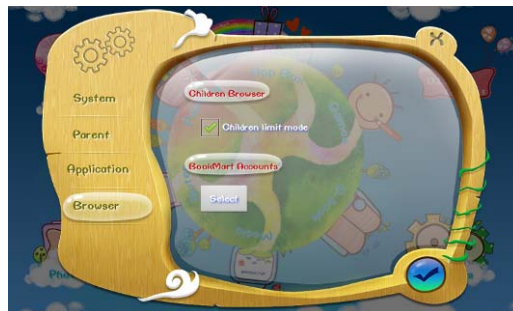 System
Parent
Application
Browser
Children Browser
Children limit mode
BookMart Accounts
Select